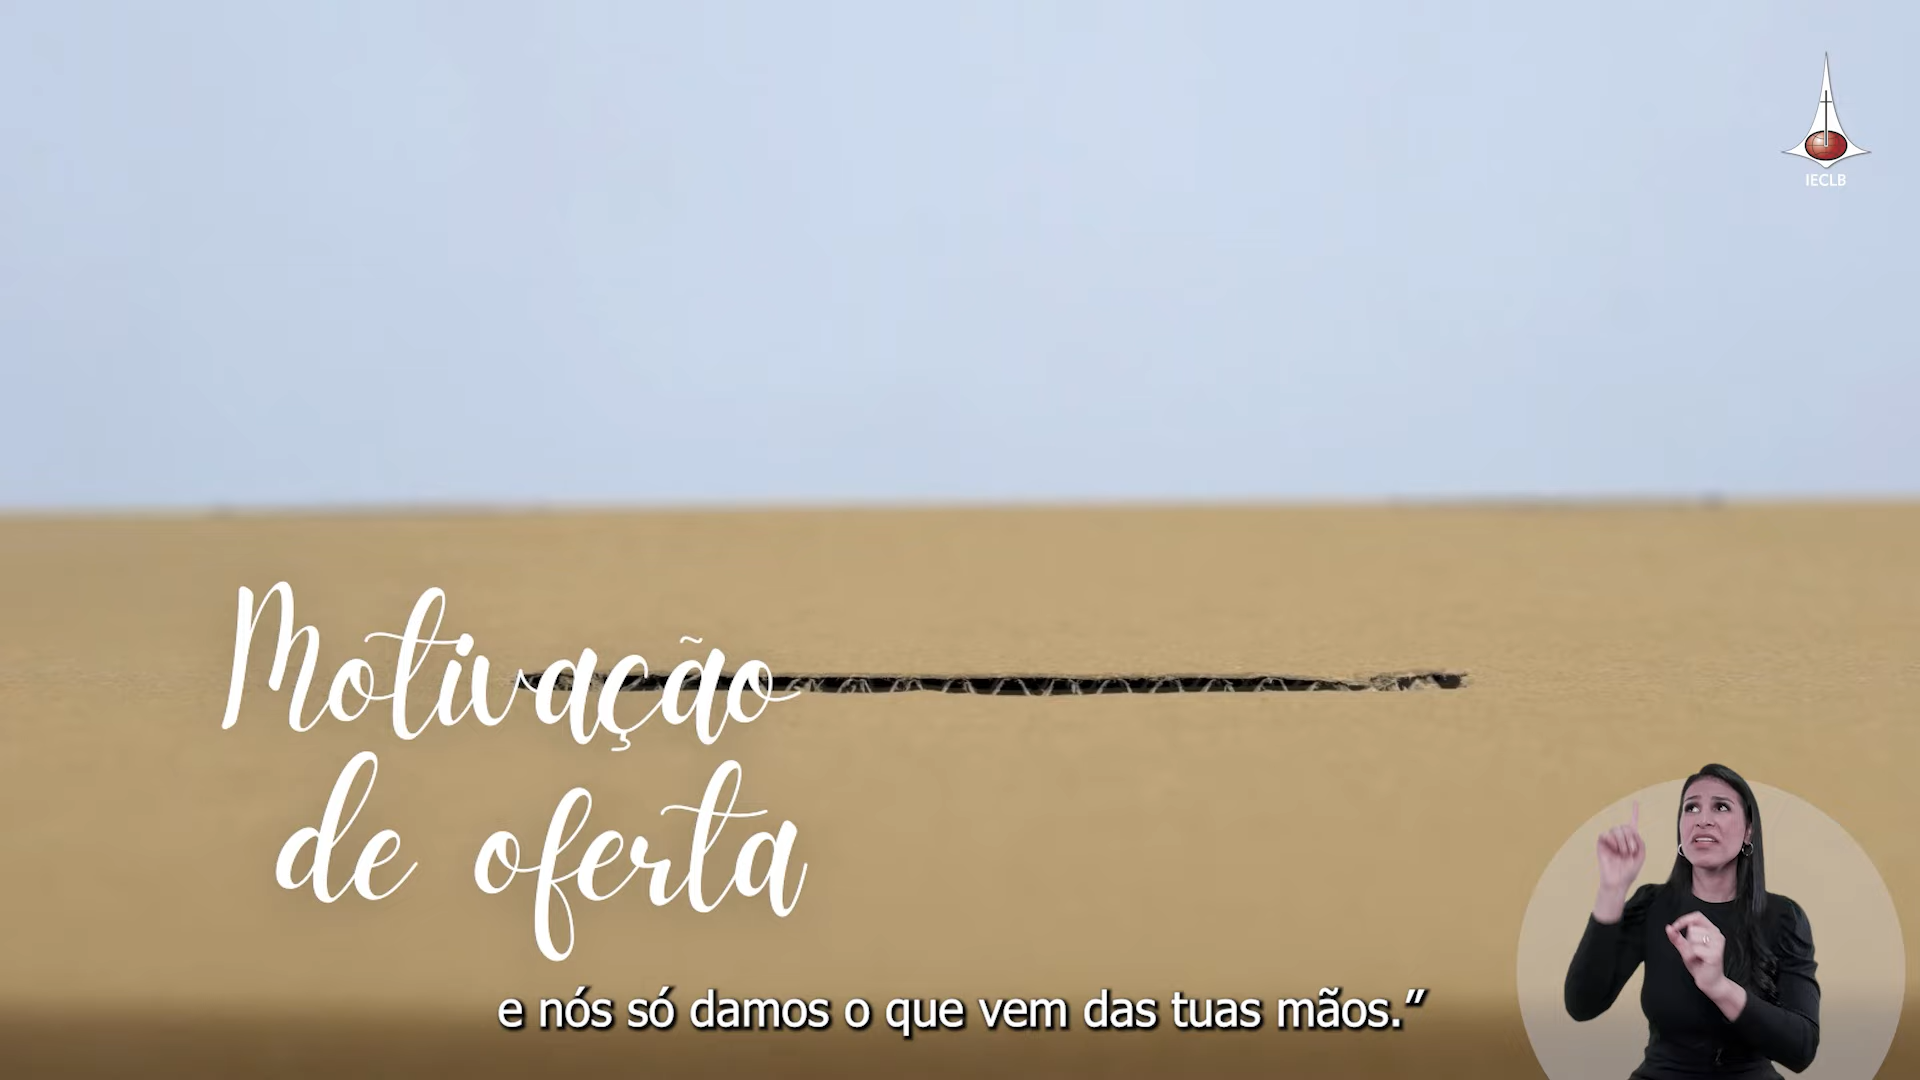 IECLB
Motivação
de oferta
e nós só damos o que vem das tuas mãos.”